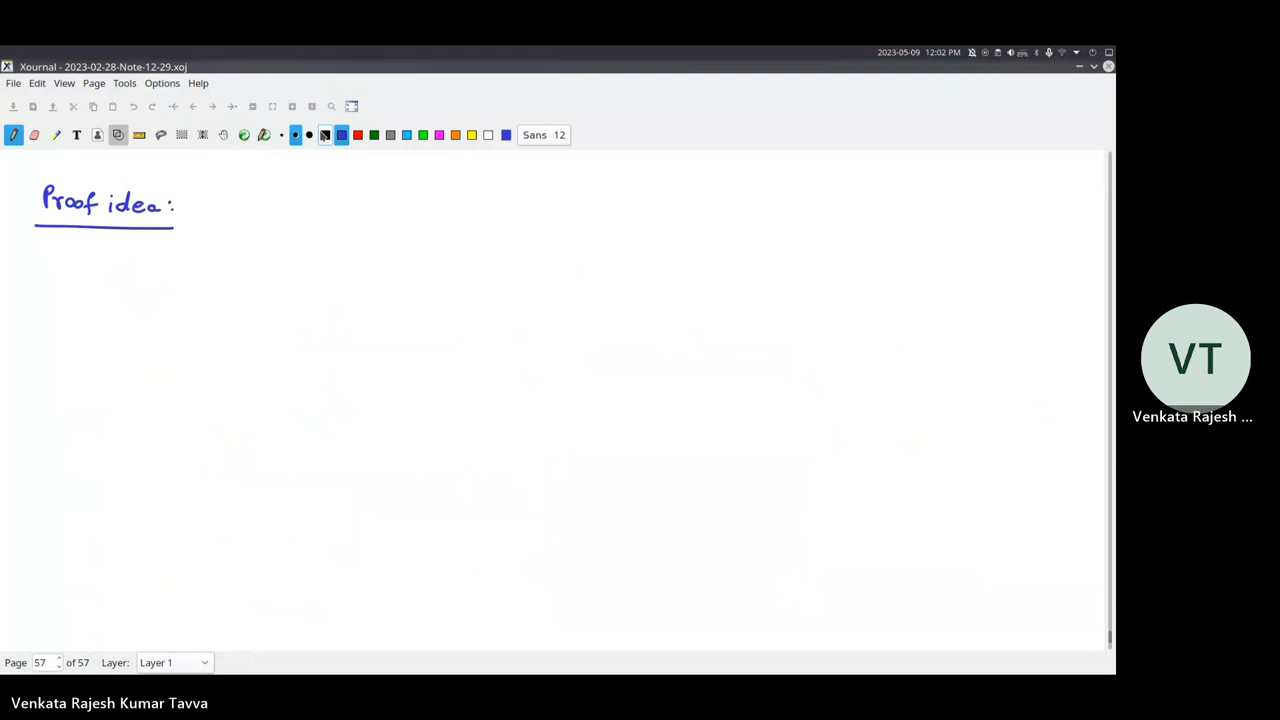 2023-05-09 12:02 PM
Xournal - 2023-02-28-Note-12-29.xoj
File Edit View Page Tools Options Help
T Sans 12
Proof idea:
VT
Venkata Rajesh ...
Page 57 of 57 Layer: Layer 1
Venkata Rajesh Kumar Tavva